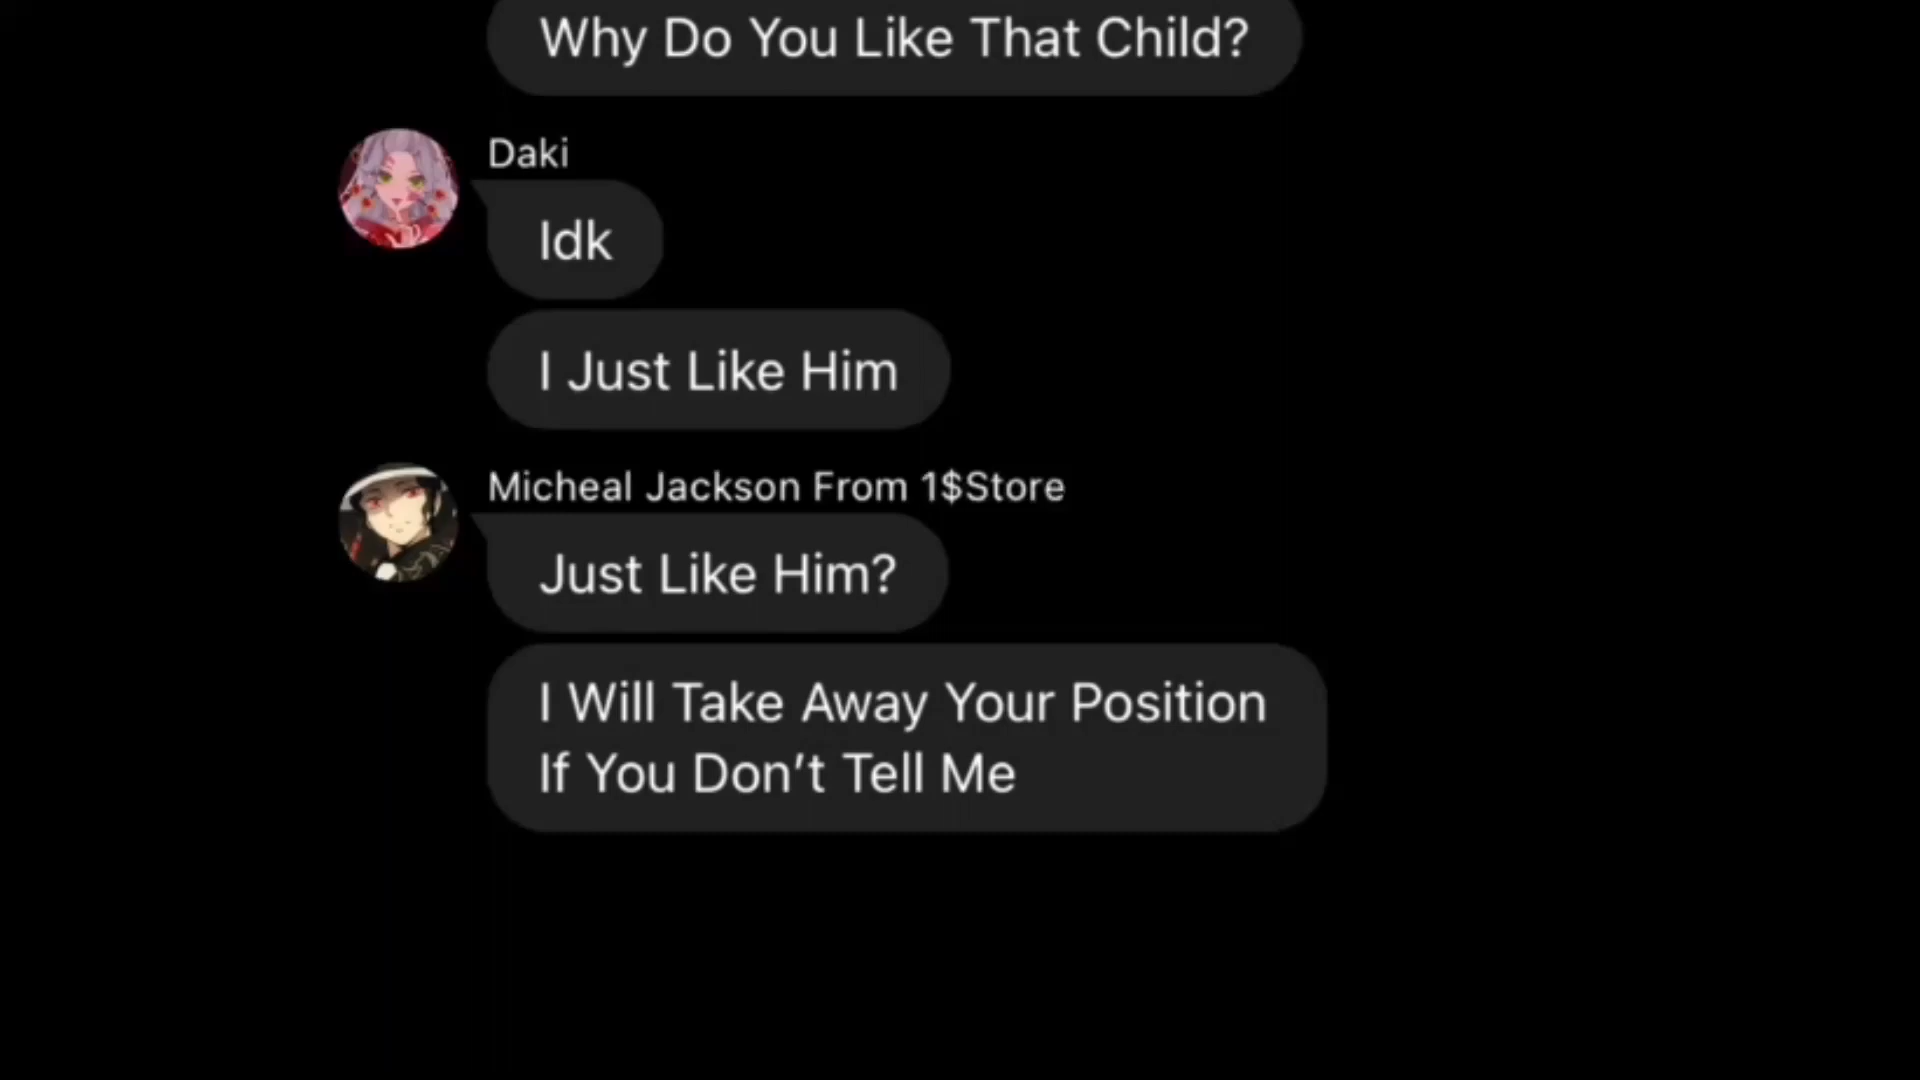 Why Do You Like That Child?
Daki
Idk
I Just Like Him
Micheal Jackson From 1$Store
Just Like Him?
I Will Take Away Your Position
If You Don’t Tell Me